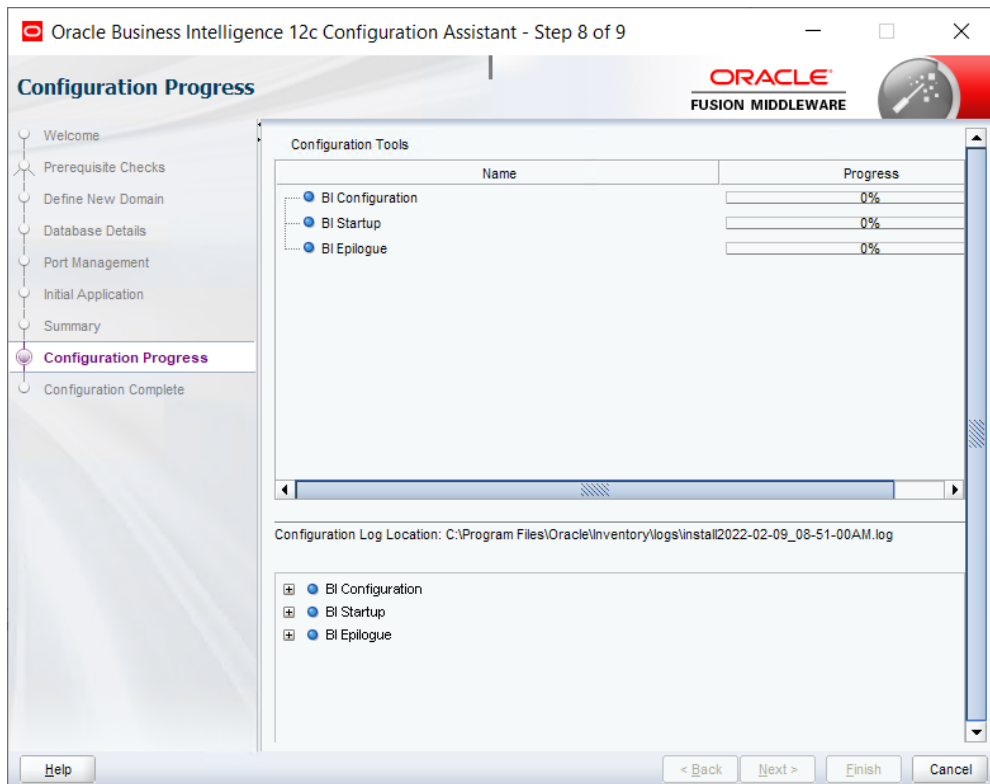 Oracle Business Intelligence 12c Configuration Assistant - Step 8 of 9
Configuration Progress
ORACLE
FUSION MIDDLEWARE
Welcome
Prerequisite Checks
Define New Domain
Database Details
Port Management
Initial Application
Summary
Configuration Progress
Configuration Complete
Configuration Tools
Name Progress
BI Configuration 0%
BI Startup 0%
BI Epilogue 0%
Configuration Log Location: C:\Program Files\Oracle\Inventory\logs\install2022-02-09_08-51-00AM.log
BI Configuration
BI Startup
BI Epilogue
Help < Back Next > Finish Cancel